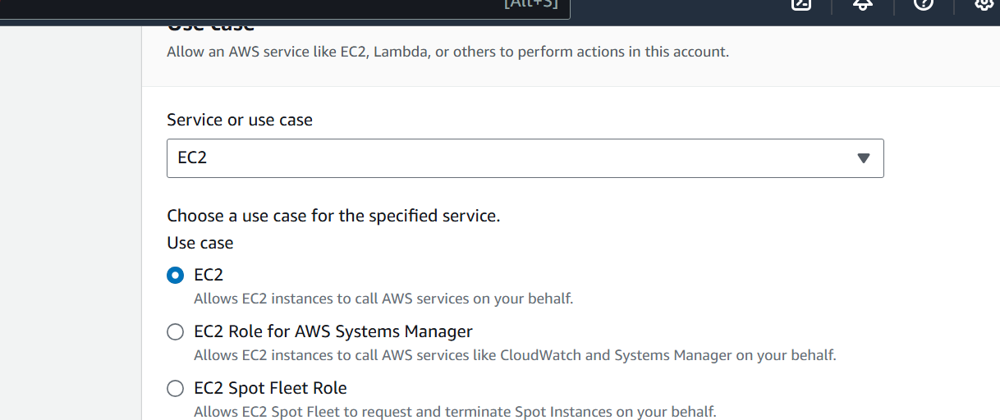 [Alt+S]
Use case
Allow an AWS service like EC2, Lambda, or others to perform actions in this account.
Service or use case
EC2
Choose a use case for the specified service.
Use case
EC2
Allows EC2 instances to call AWS services on your behalf.
EC2 Role for AWS Systems Manager
Allows EC2 instances to call AWS services like CloudWatch and Systems Manager on your behalf.
EC2 Spot Fleet Role
Allows EC2 Spot Fleet to request and terminate Spot Instances on your behalf.